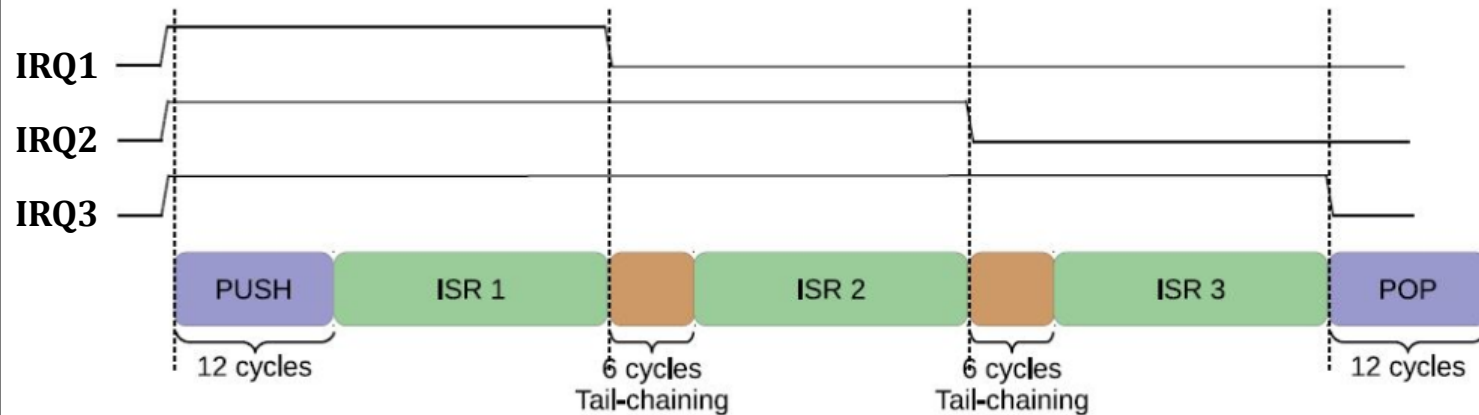 IRQ1
IRQ2
IRQ3
PUSH ISR 1 ISR 2 ISR 3 POP
12 cycles 6 cycles 6 cycles 12 cycles
Tail-chaining Tail-chaining